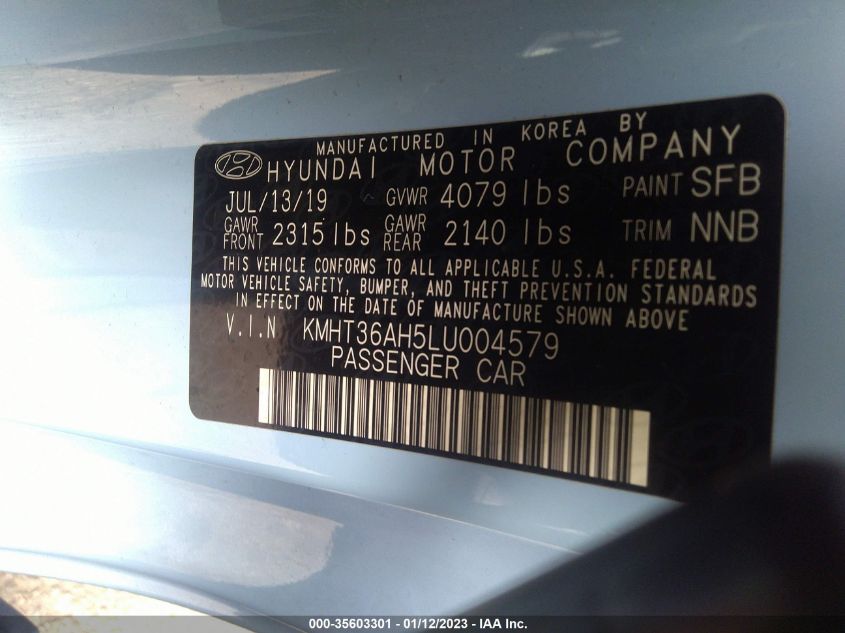 MANUFACTURED IN KOREA BY
HYUNDAI MOTOR COMPANY
JUL/13/19 GVWR 4079 lbs PAINT SFB
GAWR FRONT 2315 lbs GAWR REAR 2140 lbs TRIM NNB
THIS VEHICLE CONFORMS TO ALL APPLICABLE U.S.A. FEDERAL
MOTOR VEHICLE SAFETY, BUMPER, AND THEFT PREVENTION STANDARDS
IN EFFECT ON THE DATE OF MANUFACTURE SHOWN ABOVE.
V.I.N KMHT36AH5LU004579
PASSENGER CAR
000-35603301 - 01/12/2023 - IAA Inc.